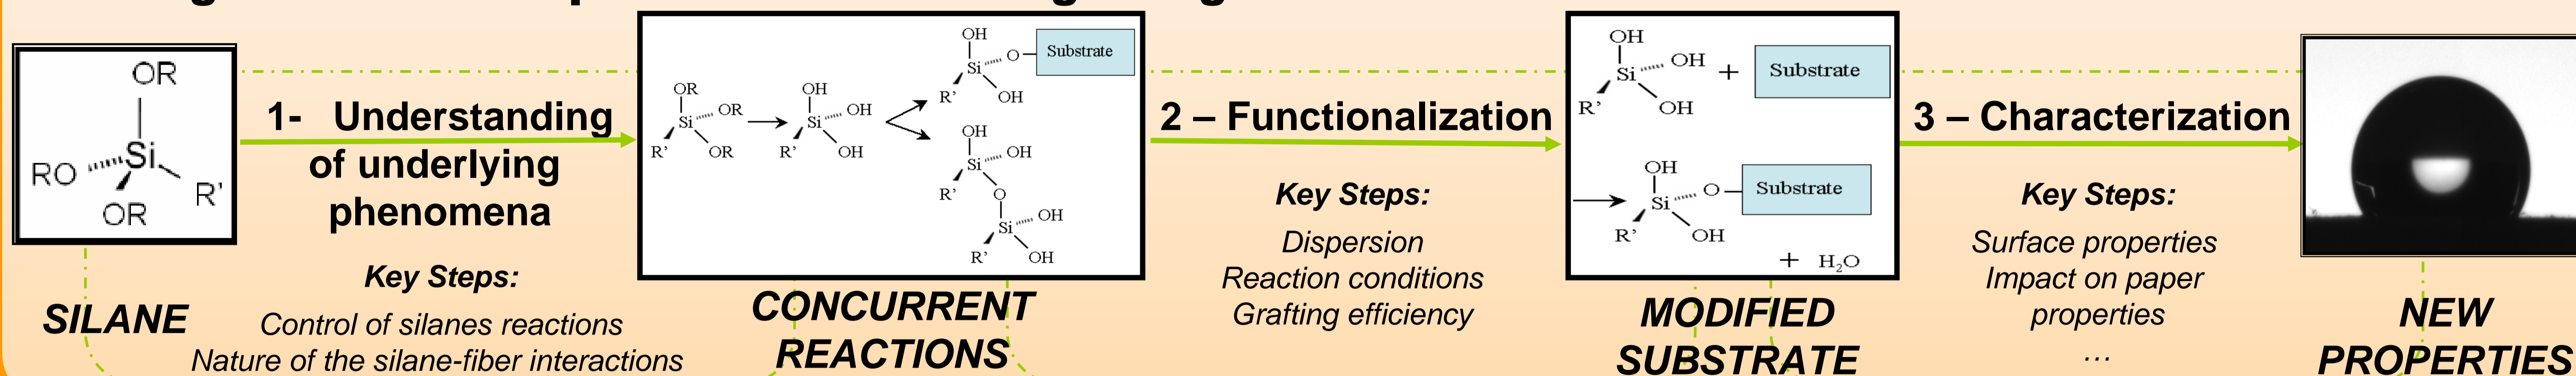 OR
Si
RO
OR
R'
SILANE
1- Understanding
of underlying
phenomena
Key Steps:
Control of silanes reactions
Nature of the silane-fiber interactions
OR
Si
OR
R’
OR
OH
Si
OH
R’
OH
OH
Si
O
Substrate
R’
OH
OH
Si
OH
R’
O
Si
OH
R’
OH
CONCURRENT
REACTIONS
2 – Functionalization
Key Steps:
Dispersion
Reaction conditions
Grafting efficiency
OH
Si
OH
+
Substrate
R’
OH
OH
Si
O
Substrate
R’
OH
+ H₂O
MODIFIED
SUBSTRATE
3 – Characterization
Key Steps:
Surface properties
Impact on paper
properties
…
NEW
PROPERTIES